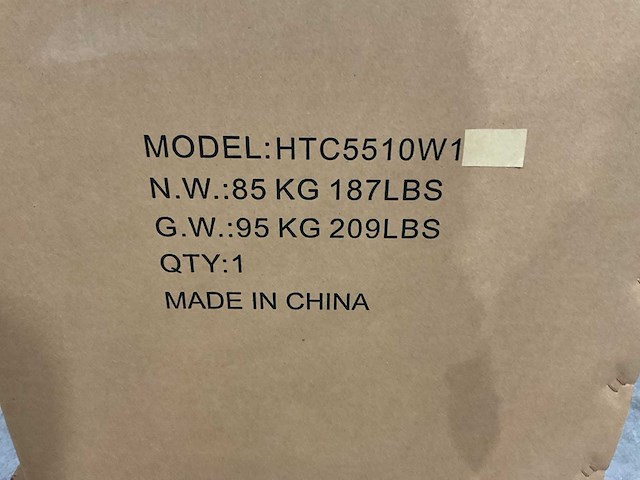 MODEL:HTC5510W1
N.W.:85 KG 187LBS
G.W.:95 KG 209LBS
QTY:1
MADE IN CHINA